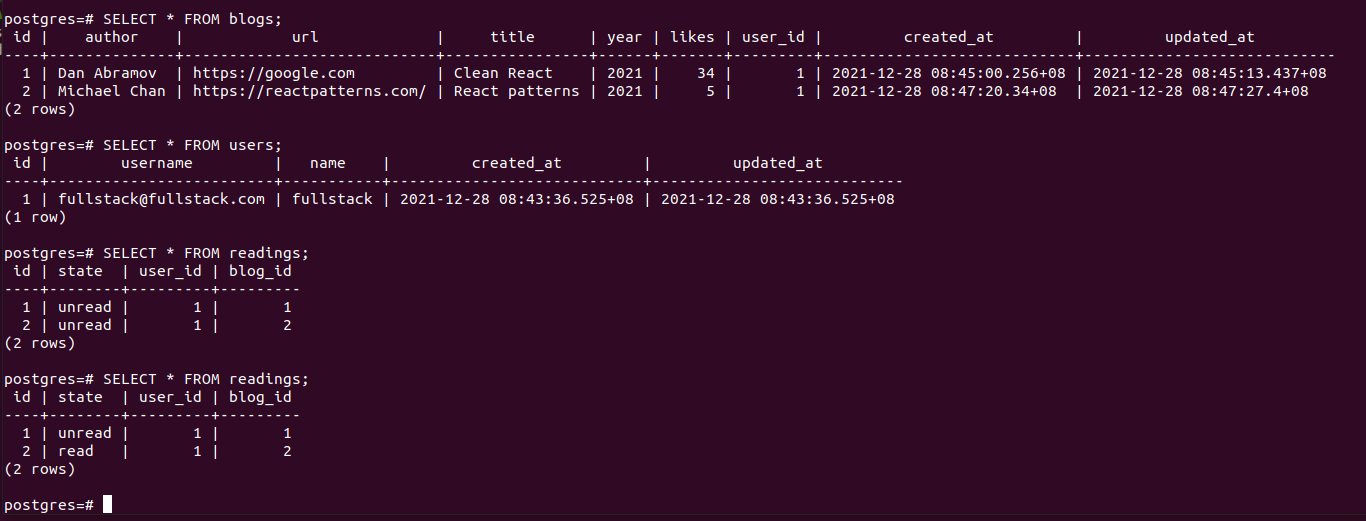 postgres=# SELECT * FROM blogs;
 id |    author    |            url             |     title      | year | likes | user_id |         created_at         |         updated_at
----+--------------+----------------------------+----------------+------+-------+---------+----------------------------+---------------------------
  1 | Dan Abramov  | https://google.com         | Clean React    | 2021 |    34 |       1 | 2021-12-28 08:45:00.256+08 | 2021-12-28 08:45:13.437+08
  2 | Michael Chan | https://reactpatterns.com/ | React patterns | 2021 |     5 |       1 | 2021-12-28 08:47:20.34+08  | 2021-12-28 08:47:27.4+08
(2 rows)

postgres=# SELECT * FROM users;
 id |        username         |   name    |         created_at         |         updated_at
----+-------------------------+-----------+----------------------------+----------------------------
  1 | fullstack@fullstack.com | fullstack | 2021-12-28 08:43:36.525+08 | 2021-12-28 08:43:36.525+08
(1 row)

postgres=# SELECT * FROM readings;
 id | state  | user_id | blog_id
----+--------+---------+---------
  1 | unread |       1 |       1
  2 | unread |       1 |       2
(2 rows)

postgres=# SELECT * FROM readings;
 id | state  | user_id | blog_id
----+--------+---------+---------
  1 | unread |       1 |       1
  2 | read   |       1 |       2
(2 rows)

postgres=#